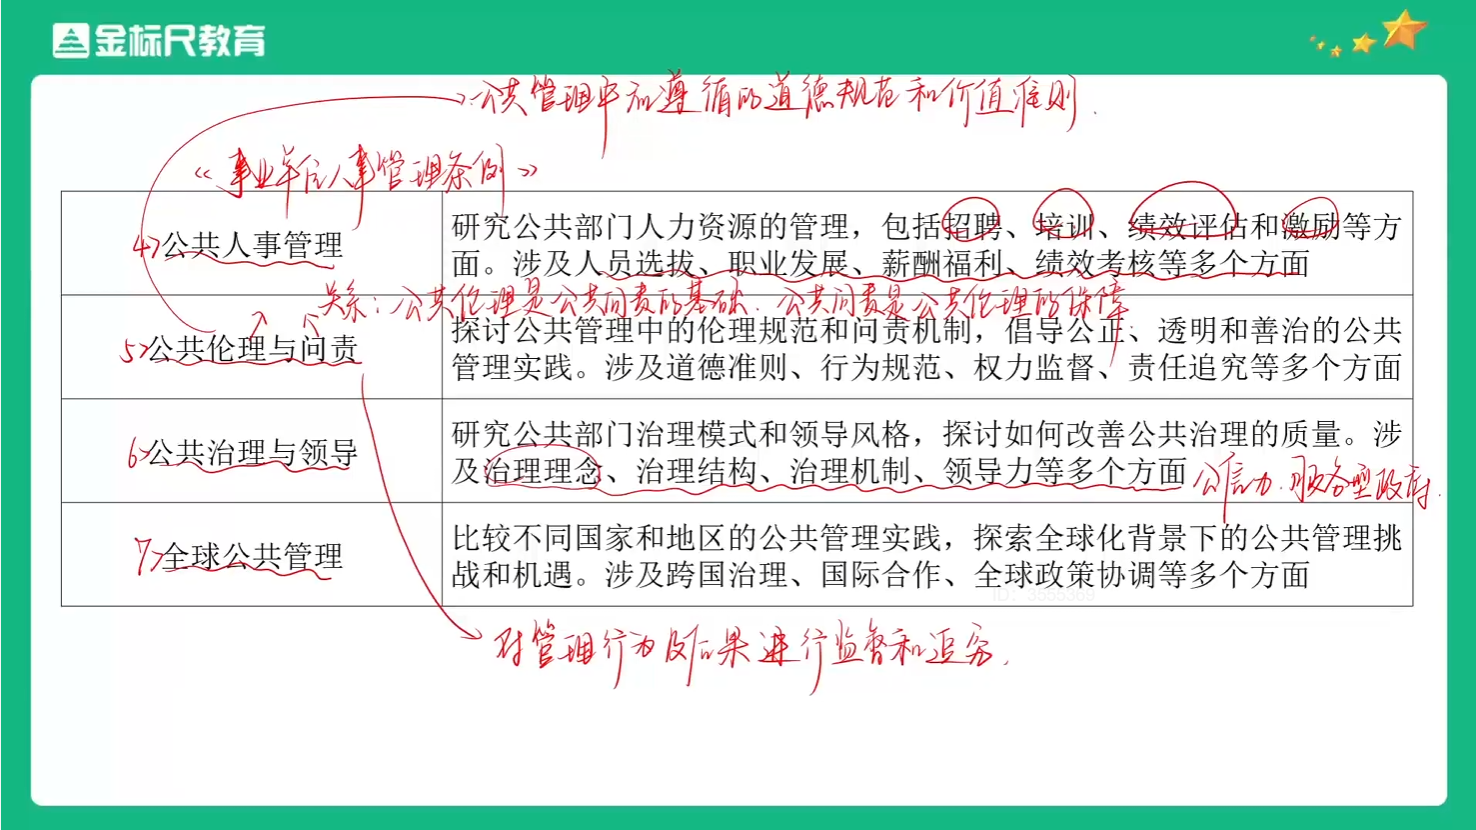 金标尺教育
公共管理中应遵循的道德规范和价值准则.
《事业单位人事管理条例》
4>公共人事管理
研究公共部门人力资源的管理，包括招聘、培训、绩效评估和激励等方
面。涉及人员选拔、职业发展、薪酬福利、绩效考核等多个方面
关系：公共伦理是公共问责的基础. 公共问责是公共伦理的保障
5>公共伦理与问责
探讨公共管理中的伦理规范和问责机制，倡导公正、透明和善治的公共
管理实践。涉及道德准则、行为规范、权力监督、责任追究等多个方面
6>公共治理与领导
研究公共部门治理模式和领导风格，探讨如何改善公共治理的质量。涉
及治理理念、治理结构、治理机制、领导力等多个方面
公信力.服务型政府.
7>全球公共管理
比较不同国家和地区的公共管理实践，探索全球化背景下的公共管理挑
战和机遇。涉及跨国治理、国际合作、全球政策协调等多个方面
ID：3555369
对管理行为及后果进行监督和追究.